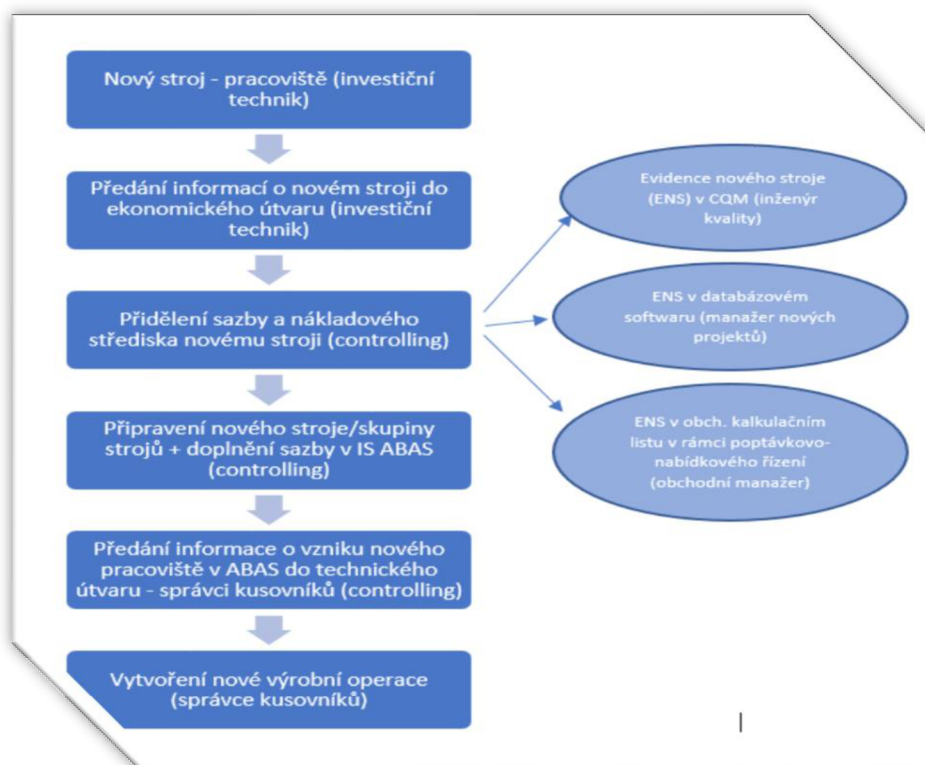 Nový stroj - pracoviště (investiční
technik)
Předání informací o novém stroji do
ekonomického útvaru (investiční
technik)
Přidělení sazby a nákladového
střediska novému stroji (controlling)
Připravení nového stroje/skupiny
strojů + doplnění sazby v IS ABAS
(controlling)
Předání informace o vzniku nového
pracoviště v ABAS do technického
útvaru - správci kusovníků (controlling)
Vytvoření nové výrobní operace
(správce kusovníků)
Evidence nového stroje
(ENS) v CQM (inženýr
kvality)
ENS v databázovém
softwaru (manažer nových
projektů)
ENS v obch. kalkulačním
listu v rámci poptávkovo-
nabídkového řízení
(obchodní manažer)